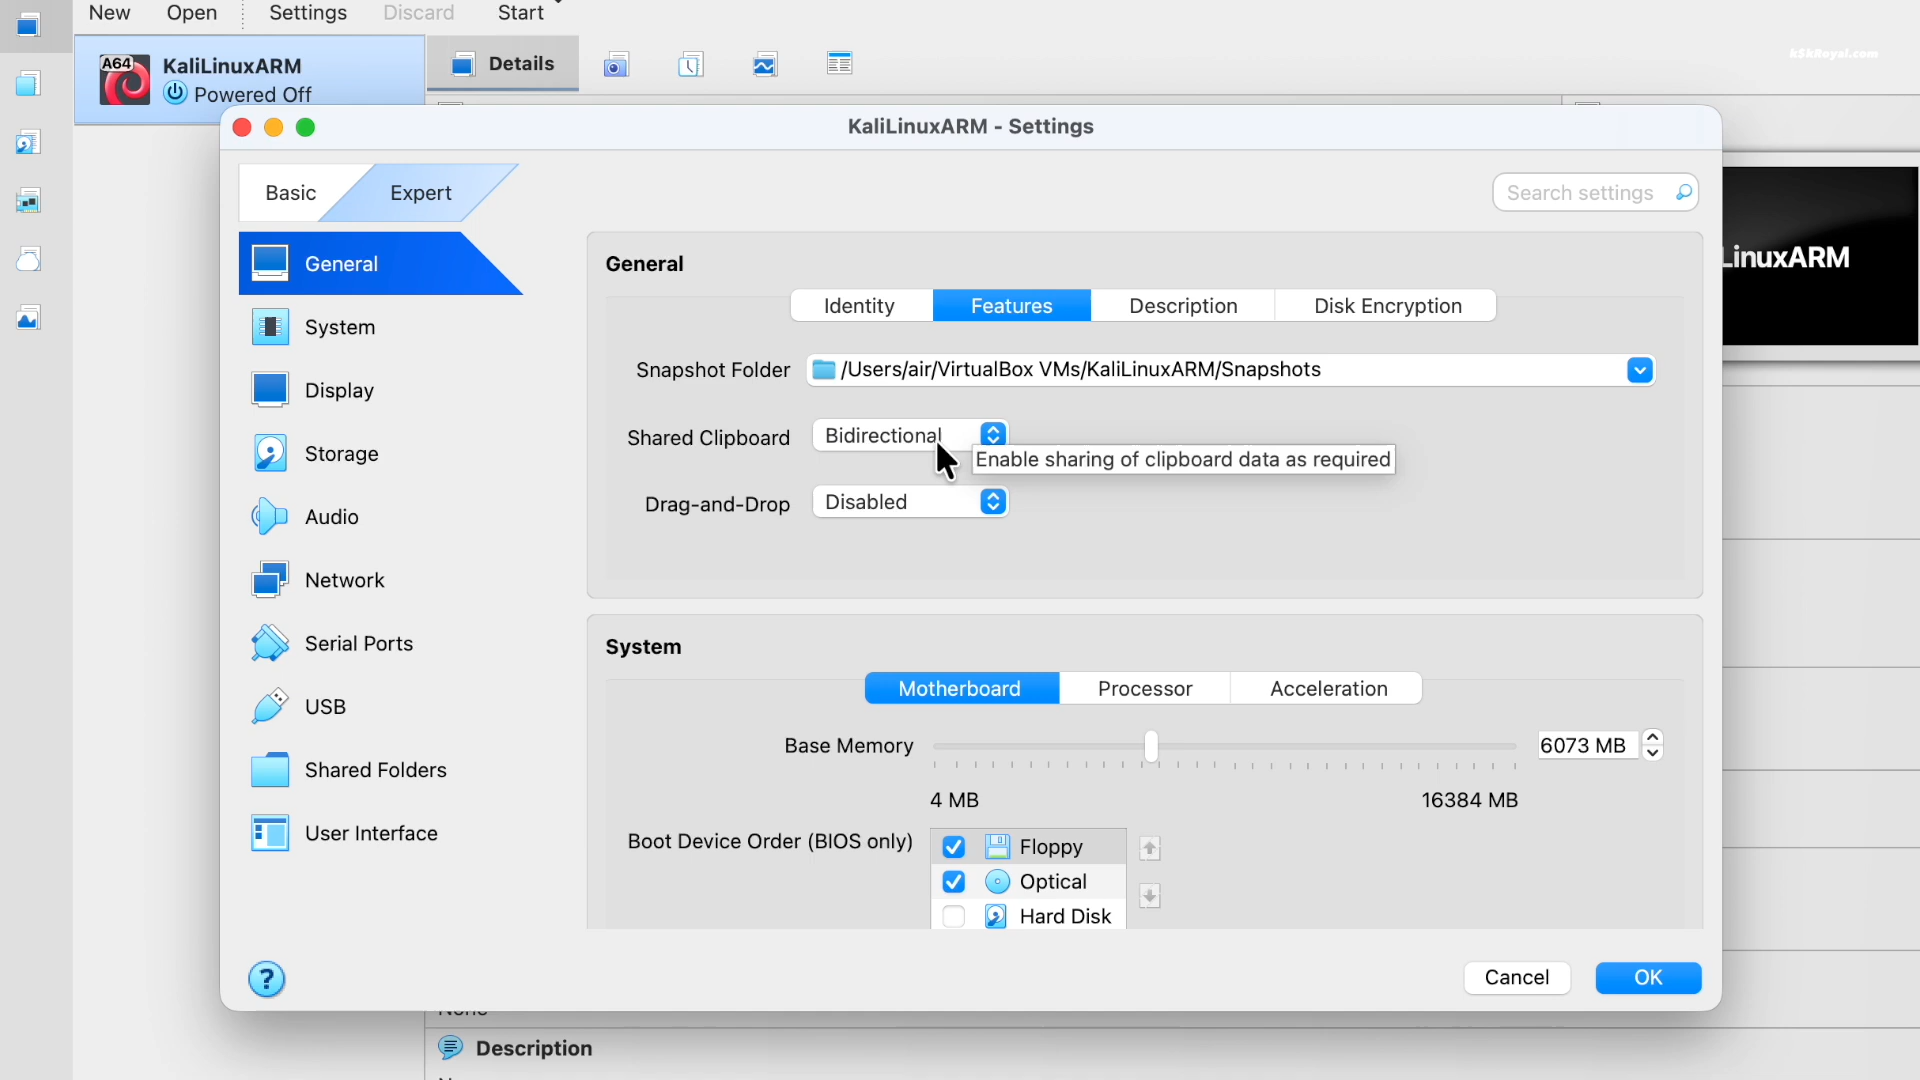 New Open Settings Discard Start
kSkRoyal.com
A64 KaliLinuxARM
Powered Off
Details
KaliLinuxARM - Settings
Basic Expert
Search settings
General
System
Display
Storage
Audio
Network
Serial Ports
USB
Shared Folders
User Interface
General
Identity Features Description Disk Encryption
Snapshot Folder /Users/air/VirtualBox VMs/KaliLinuxARM/Snapshots
Shared Clipboard Bidirectional
Enable sharing of clipboard data as required
Drag-and-Drop Disabled
System
Motherboard Processor Acceleration
Base Memory 6073 MB
4 MB 16384 MB
Boot Device Order (BIOS only) Floppy
Optical
Hard Disk
? Cancel OK
LinuxARM
None
Description